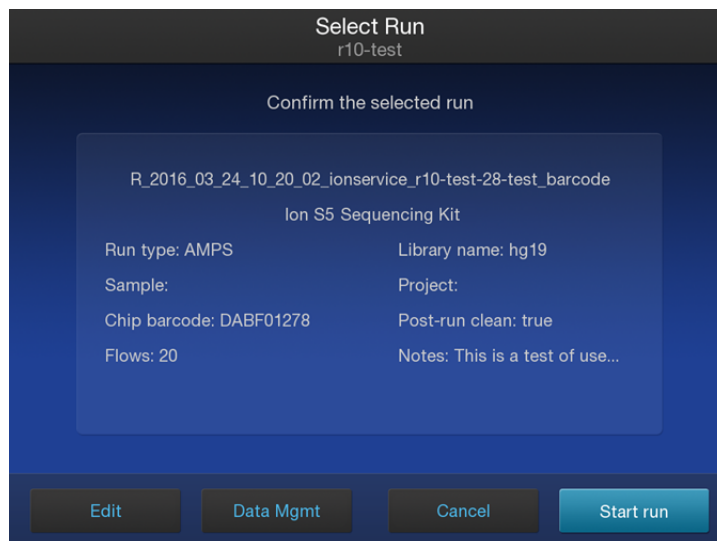 Select Run
r10-test
Confirm the selected run
R_2016_03_24_10_20_02_ionservice_r10-test-28-test_barcode
Ion S5 Sequencing Kit
Run type: AMPS
Library name: hg19
Sample:
Project:
Chip barcode: DABF01278
Post-run clean: true
Flows: 20
Notes: This is a test of use...
Edit
Data Mgmt
Cancel
Start run